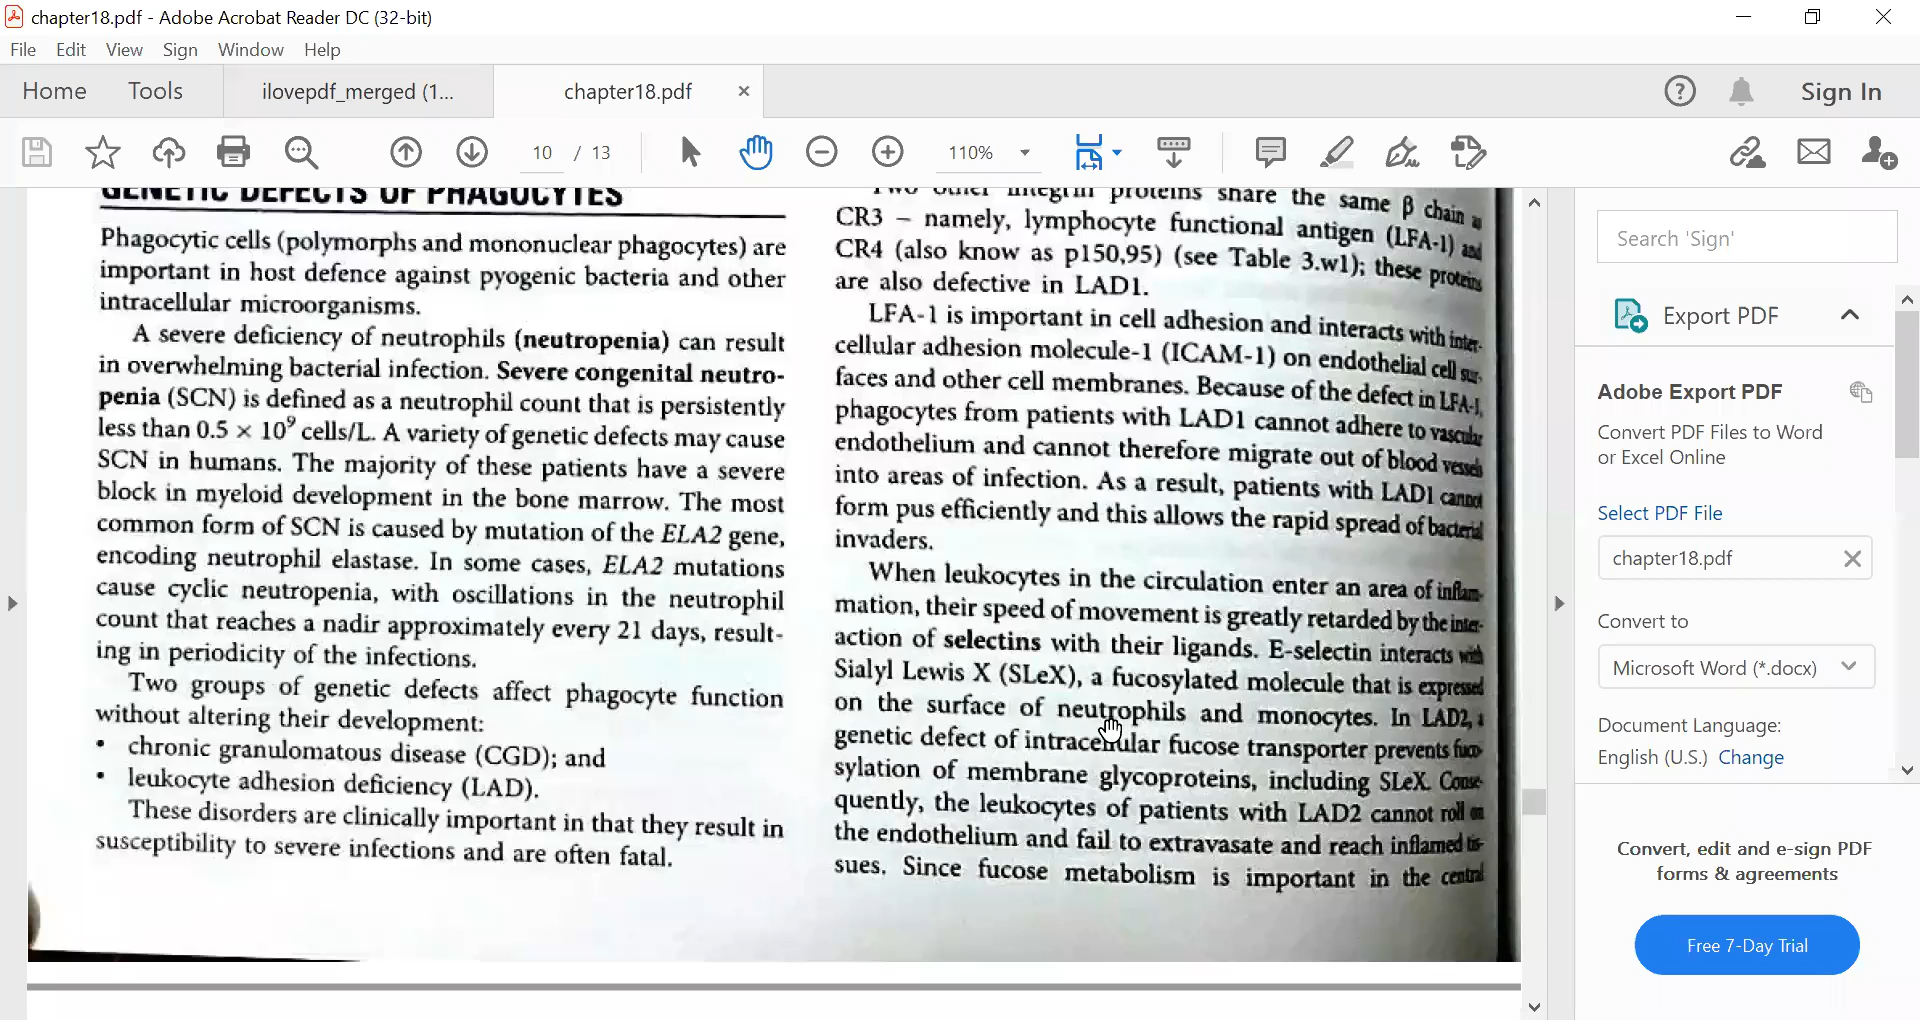 chapter18.pdf - Adobe Acrobat Reader DC (32-bit)
File Edit View Sign Window Help
Home Tools ilovepdf_merged (1... chapter18.pdf Sign In
10 / 13 110%
GENETIC DEFECTS OF PHAGOCYTES
Phagocytic cells (polymorphs and mononuclear phagocytes) are
important in host defence against pyogenic bacteria and other
intracellular microorganisms.
A severe deficiency of neutrophils (neutropenia) can result
in overwhelming bacterial infection. Severe congenital neutro-
penia (SCN) is defined as a neutrophil count that is persistently
less than 0.5 × 10⁹ cells/L. A variety of genetic defects may cause
SCN in humans. The majority of these patients have a severe
block in myeloid development in the bone marrow. The most
common form of SCN is caused by mutation of the ELA2 gene,
encoding neutrophil elastase. In some cases, ELA2 mutations
cause cyclic neutropenia, with oscillations in the neutrophil
count that reaches a nadir approximately every 21 days, result-
ing in periodicity of the infections.
Two groups of genetic defects affect phagocyte function
without altering their development:
• chronic granulomatous disease (CGD); and
• leukocyte adhesion deficiency (LAD).
These disorders are clinically important in that they result in
susceptibility to severe infections and are often fatal.
Two other integrin proteins share the same β chain as
CR3 – namely, lymphocyte functional antigen (LFA-1) and
CR4 (also know as p150,95) (see Table 3.w1); these proteins
are also defective in LAD1.
LFA-1 is important in cell adhesion and interacts with inter-
cellular adhesion molecule-1 (ICAM-1) on endothelial cell sur-
faces and other cell membranes. Because of the defect in LFA-1,
phagocytes from patients with LAD1 cannot adhere to vascular
endothelium and cannot therefore migrate out of blood vessels
into areas of infection. As a result, patients with LAD1 cannot
form pus efficiently and this allows the rapid spread of bacterial
invaders.
When leukocytes in the circulation enter an area of inflam-
mation, their speed of movement is greatly retarded by the inter-
action of selectins with their ligands. E-selectin interacts with
Sialyl Lewis X (SLeX), a fucosylated molecule that is expressed
on the surface of neutrophils and monocytes. In LAD2, a
genetic defect of intracellular fucose transporter prevents fuco-
sylation of membrane glycoproteins, including SLeX. Conse-
quently, the leukocytes of patients with LAD2 cannot roll on
the endothelium and fail to extravasate and reach inflamed tis-
sues. Since fucose metabolism is important in the central
Search 'Sign'
Export PDF
Adobe Export PDF
Convert PDF Files to Word
or Excel Online
Select PDF File
chapter18.pdf
Convert to
Microsoft Word (*.docx)
Document Language:
English (U.S.) Change
Convert, edit and e-sign PDF
forms & agreements
Free 7-Day Trial